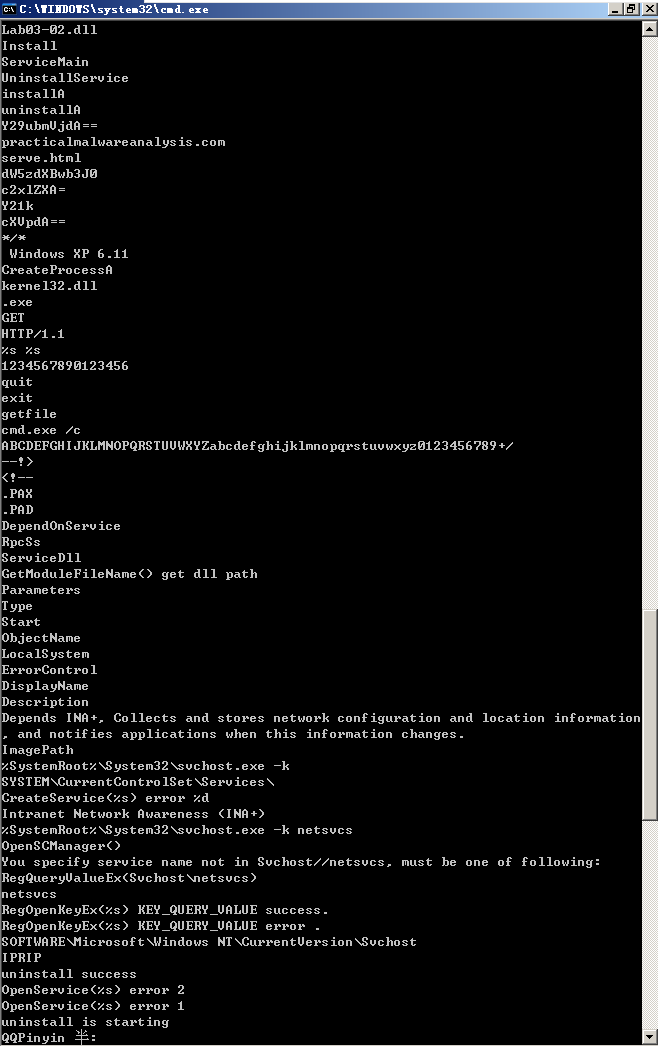 C:\WINDOWS\system32\cmd.exe
Lab03-02.dll
Install
ServiceMain
UninstallService
installA
uninstallA
Y29ubmVjdA==
practicalmalwareanalysis.com
serve.html
dW5zdXBwb3J0
c2xlZXA=
Y21k
cXVpdA==
*/*
 Windows XP 6.11
CreateProcessA
kernel32.dll
.exe
GET
HTTP/1.1
%s %s
1234567890123456
quit
exit
getfile
cmd.exe /c
ABCDEFGHIJKLMNOPQRSTUVWXYZabcdefghijklmnopqrstuvwxyz0123456789+/
--!>
<!--
.PAX
.PAD
DependOnService
RpcSs
ServiceDll
GetModuleFileName() get dll path
Parameters
Type
Start
ObjectName
LocalSystem
ErrorControl
DisplayName
Description
Depends INA+, Collects and stores network configuration and location information
, and notifies applications when this information changes.
ImagePath
%SystemRoot%\System32\svchost.exe -k
SYSTEM\CurrentControlSet\Services\
CreateService(%s) error %d
Intranet Network Awareness (INA+)
%SystemRoot%\System32\svchost.exe -k netsvcs
OpenSCManager()
You specify service name not in Svchost//netsvcs, must be one of following:
RegQueryValueEx(Svchost\netsvcs)
netsvcs
RegOpenKeyEx(%s) KEY_QUERY_VALUE success.
RegOpenKeyEx(%s) KEY_QUERY_VALUE error .
SOFTWARE\Microsoft\Windows NT\CurrentVersion\Svchost
IPRIP
uninstall success
OpenService(%s) error 2
OpenService(%s) error 1
uninstall is starting
QQPinyin 半: